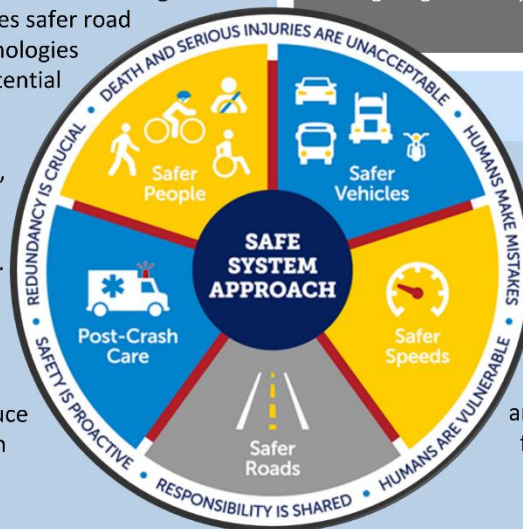 es safer road
nologies
tential
,
.
uce
n
ar
f
DEATH AND SERIOUS INJURIES ARE UNACCEPTABLE
HUMANS MAKE MISTAKES
HUMANS ARE VULNERABLE
RESPONSIBILITY IS SHARED
SAFETY IS PROACTIVE
REDUNDANCY IS CRUCIAL
Safer
People
Safer
Vehicles
SAFE
SYSTEM
APPROACH
Post-Crash
Care
Safer
Speeds
Safer
Roads